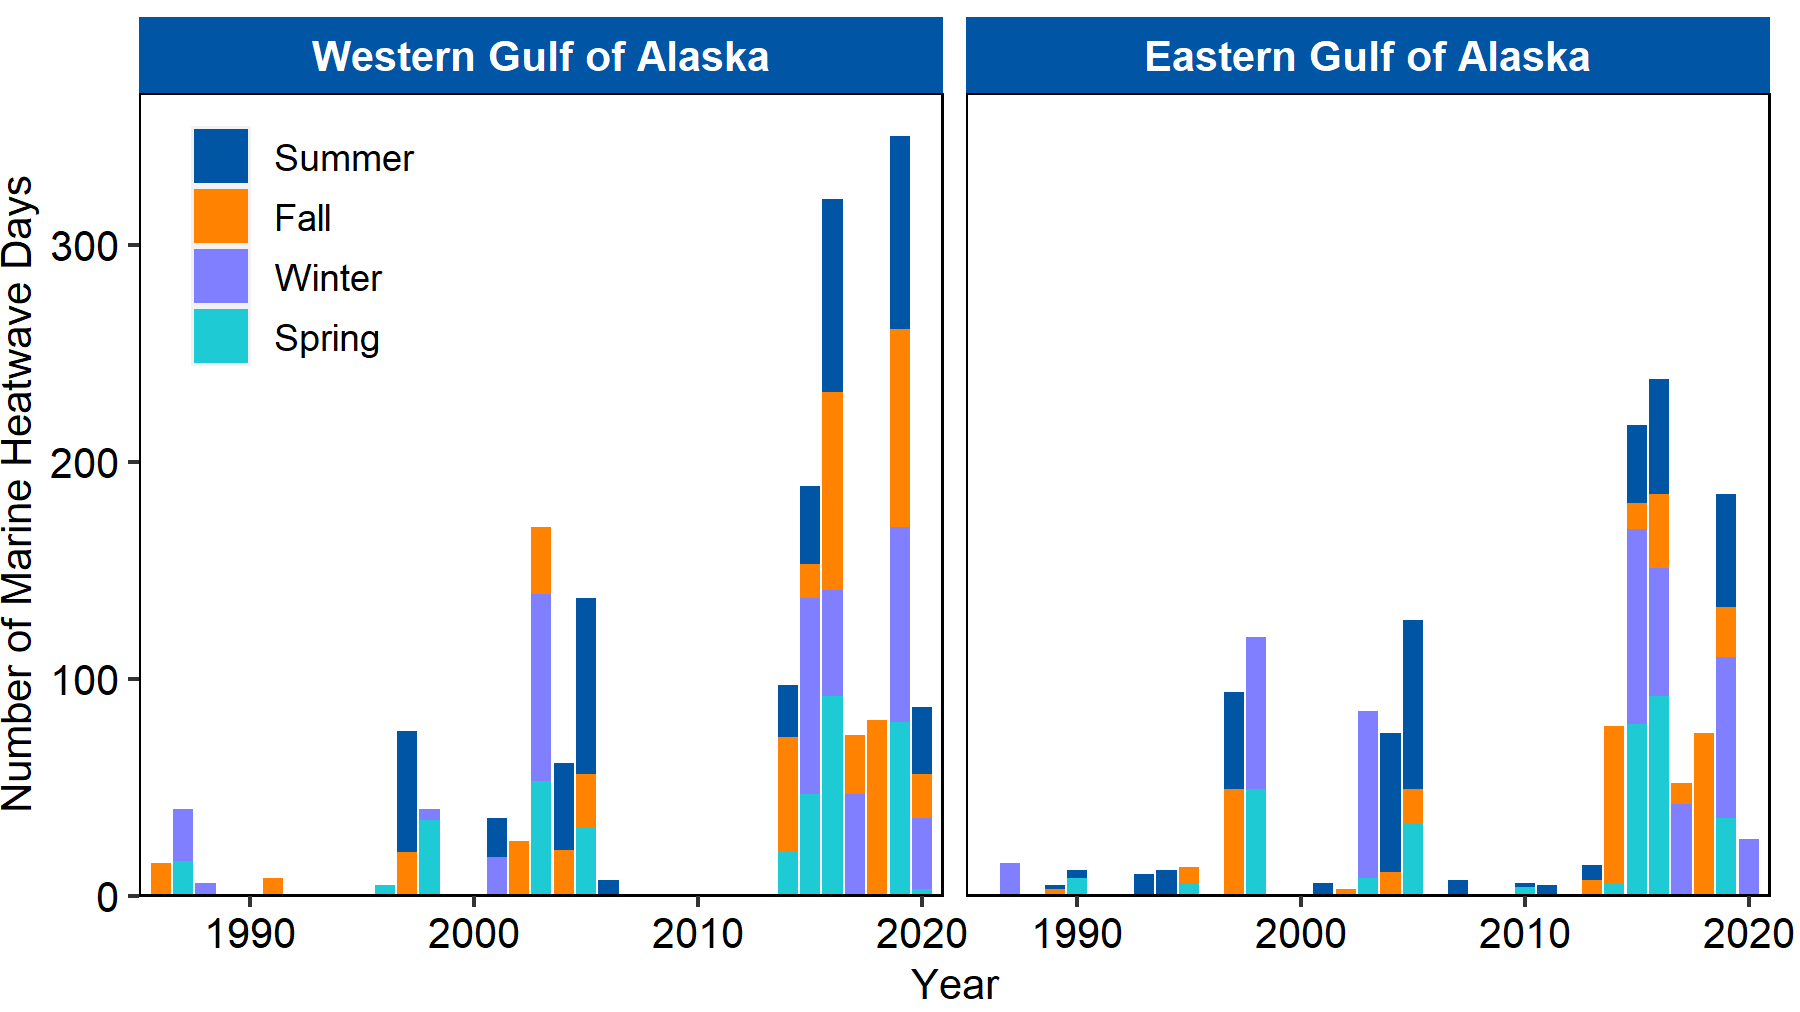 Western Gulf of Alaska
Eastern Gulf of Alaska
Summer
Fall
Winter
Spring
Number of Marine Heatwave Days
300
200
100
0
1990
2000
2010
2020
1990
2000
2010
2020
Year